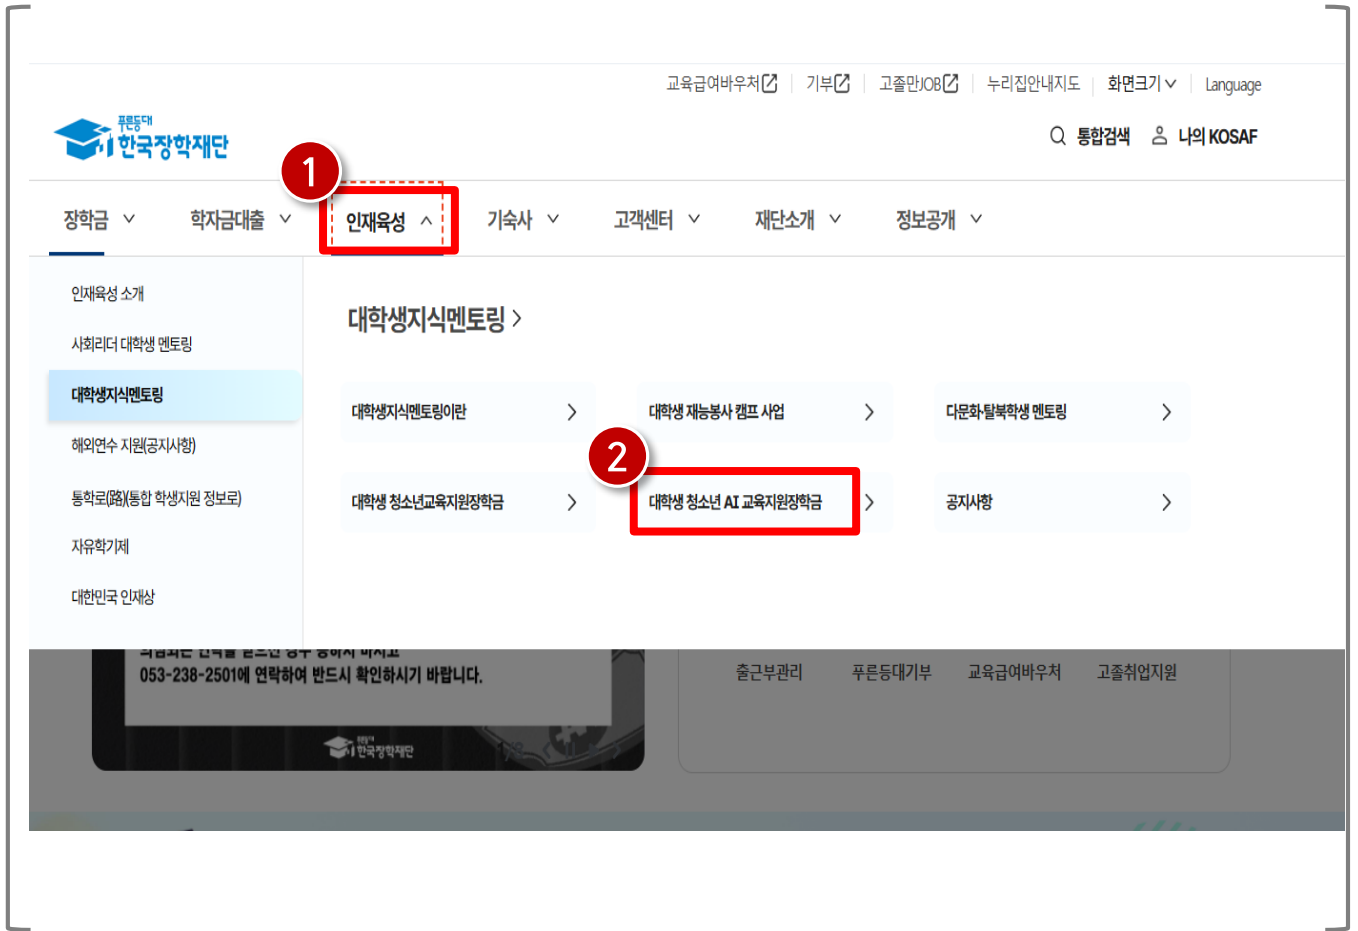 교육급여바우처 기부 고졸만JOB 누리집안내지도 화면크기 Language
푸른등대
한국장학재단
통합검색 나의 KOSAF
1
장학금 학자금대출 인재육성 기숙사 고객센터 재단소개 정보공개
인재육성 소개
사회리더 대학생 멘토링
대학생지식멘토링
해외연수 지원(공지사항)
통학로(路)(통합 학생지원 정보로)
자유학기제
대한민국 인재상
대학생지식멘토링
대학생지식멘토링이란 대학생 재능봉사 캠프 사업 다문화·탈북학생 멘토링
2
대학생 청소년교육지원장학금 대학생 청소년 AI 교육지원장학금 공지사항
053-238-2501에 연락하여 반드시 확인하시기 바랍니다.
푸른등대
한국장학재단
출근부관리 푸른등대기부 교육급여바우처 고졸취업지원